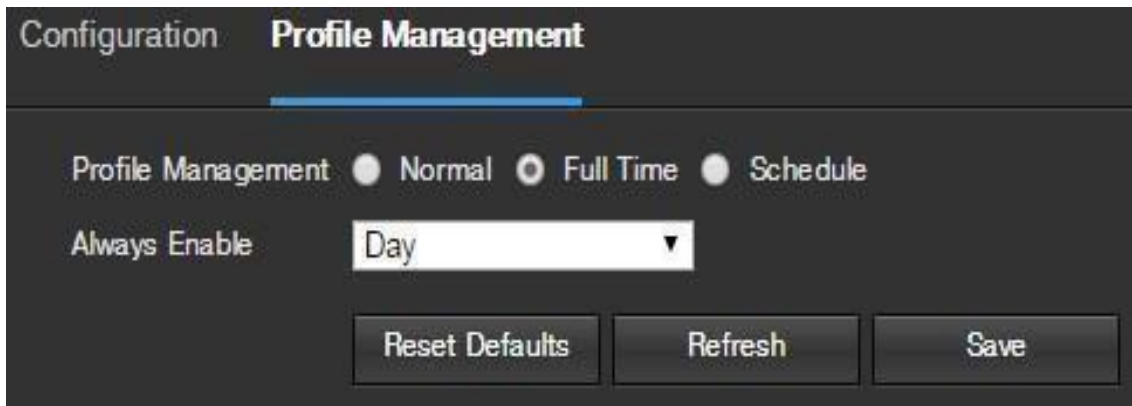 Configuration Profile Management
Profile Management Normal Full Time Schedule
Always Enable Day
Reset Defaults Refresh Save